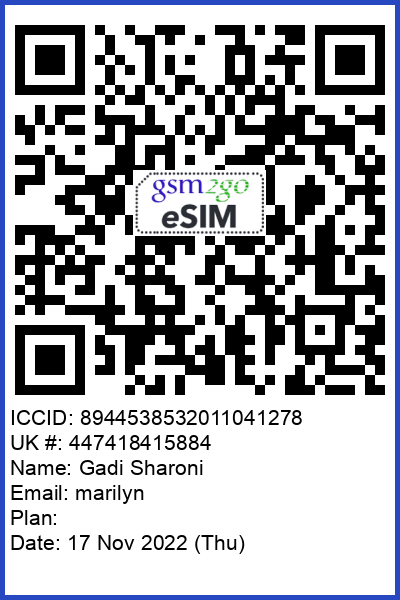 gsm2go
eSIM
ICCID: 8944538532011041278
UK #: 447418415884
Name: Gadi Sharoni
Email: marilyn
Plan:
Date: 17 Nov 2022 (Thu)